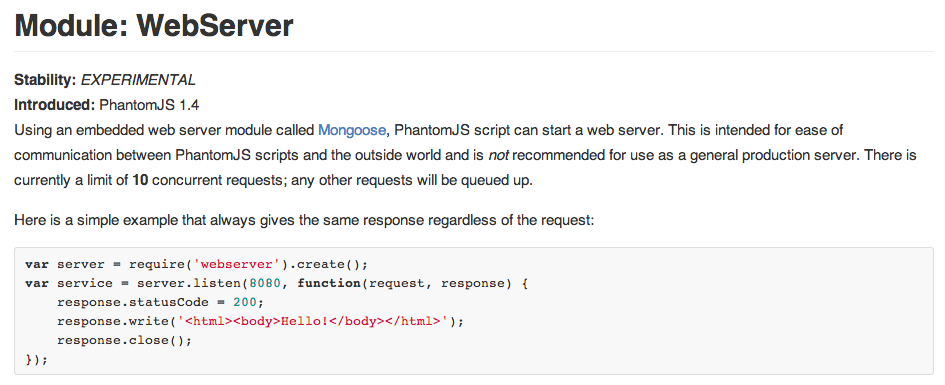 Module: WebServer
Stability: EXPERIMENTAL
Introduced: PhantomJS 1.4
Using an embedded web server module called Mongoose, PhantomJS script can start a web server. This is intended for ease of
communication between PhantomJS scripts and the outside world and is not recommended for use as a general production server. There is
currently a limit of 10 concurrent requests; any other requests will be queued up.
Here is a simple example that always gives the same response regardless of the request:
var server = require('webserver').create();
var service = server.listen(8080, function(request, response) {
    response.statusCode = 200;
    response.write('<html><body>Hello!</body></html>');
    response.close();
});